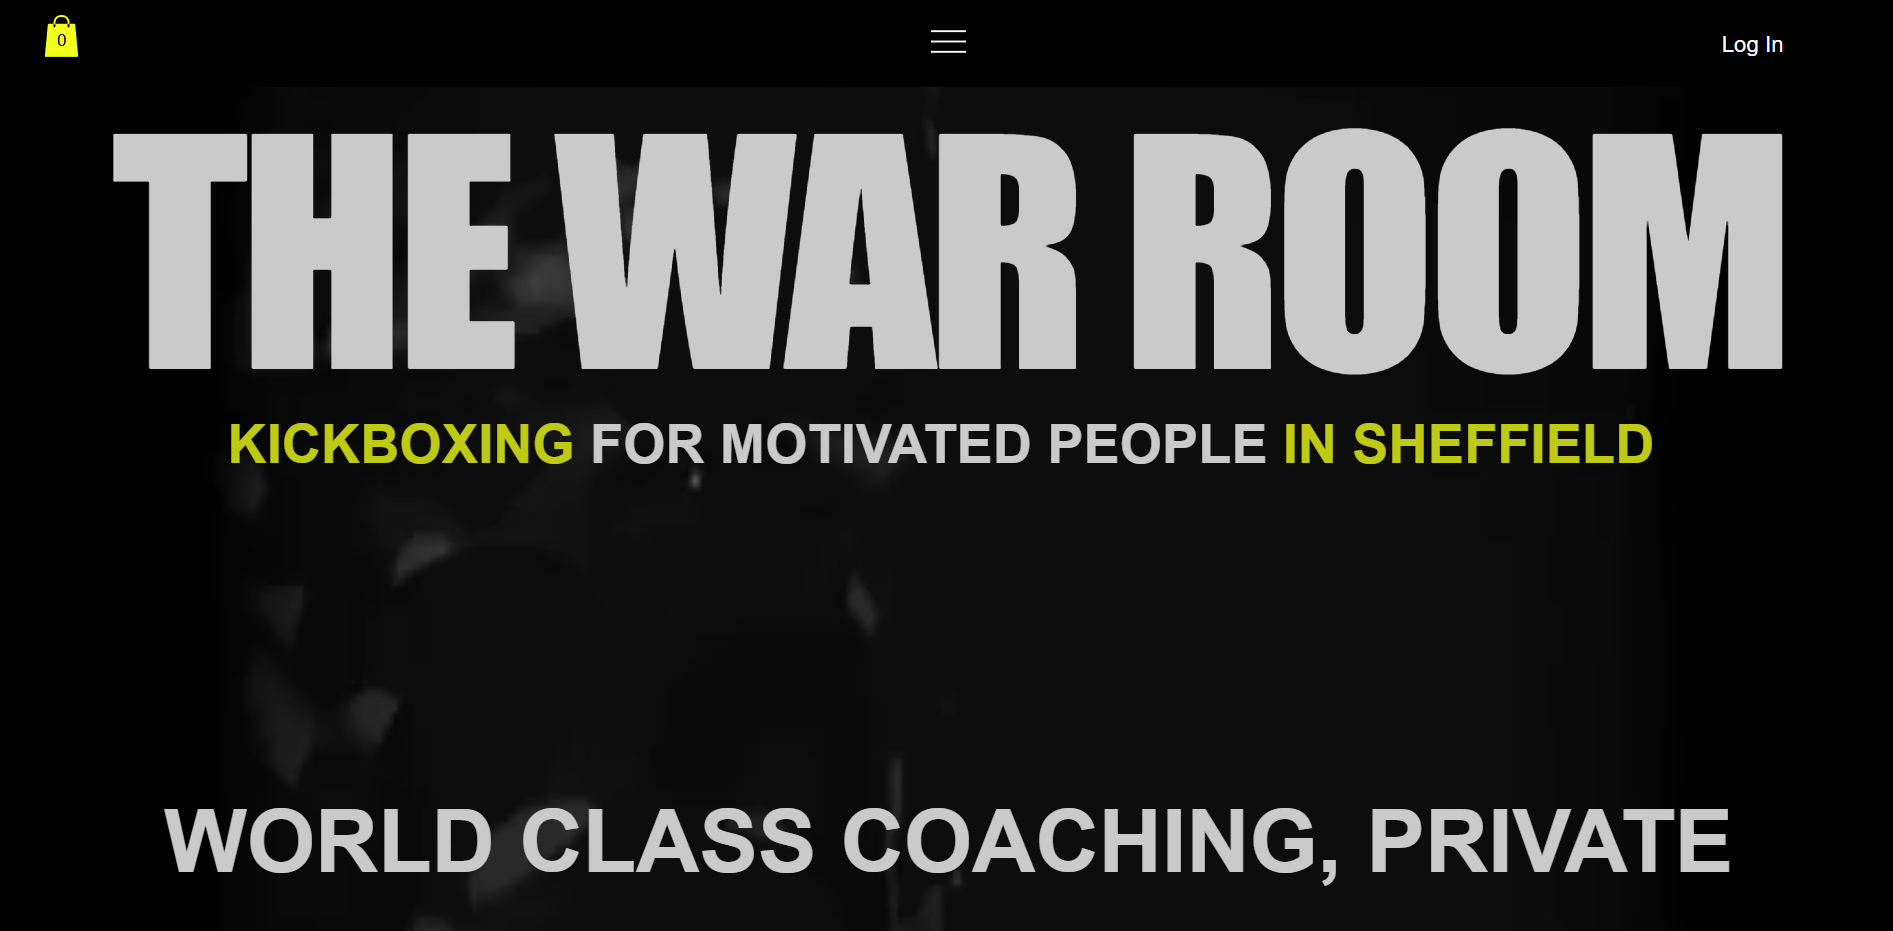 0
Log In
THE WAR ROOM
KICKBOXING FOR MOTIVATED PEOPLE IN SHEFFIELD
WORLD CLASS COACHING, PRIVATE